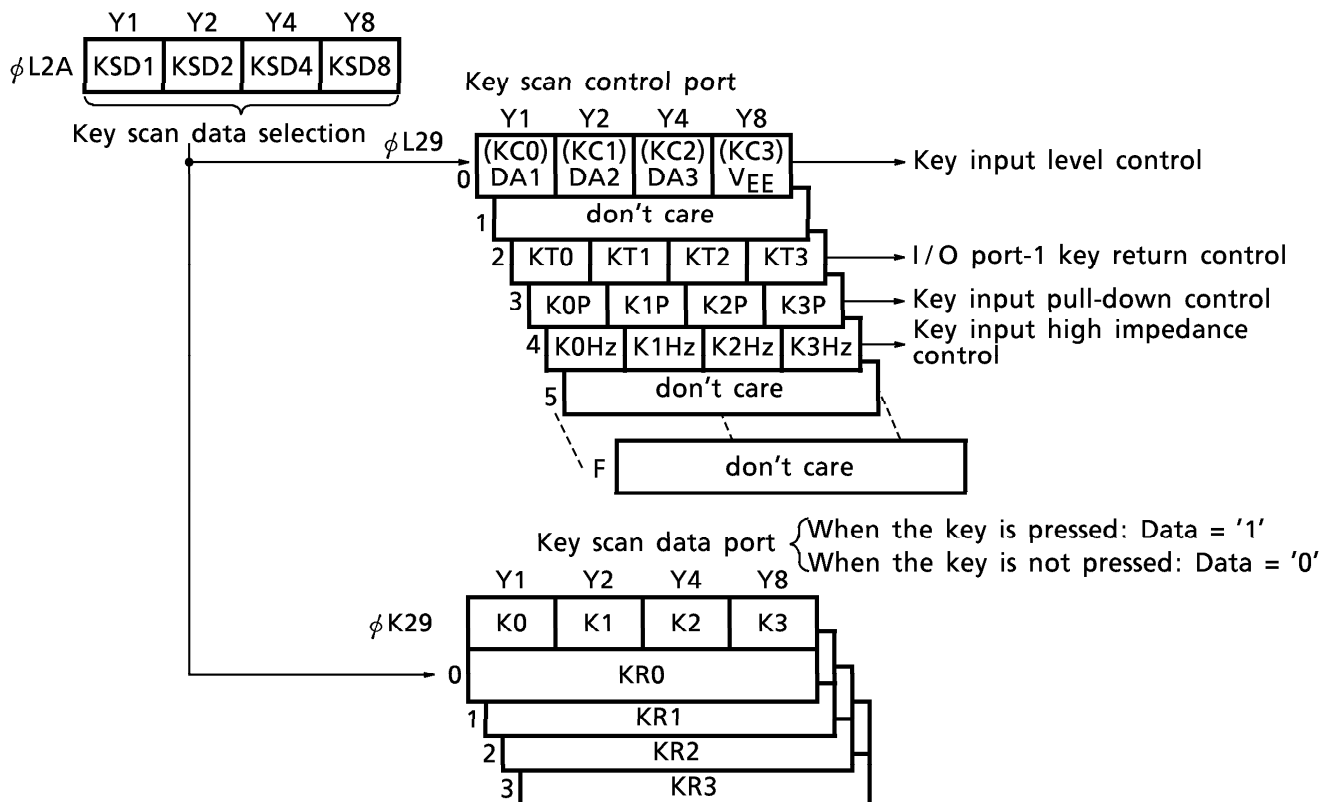 Y1 Y2 Y4 Y8
ϕL2A KSD1 KSD2 KSD4 KSD8
Key scan data selection
Key scan control port
Y1 Y2 Y4 Y8
ϕL29
0 (KC0) (KC1) (KC2) (KC3)
DA1 DA2 DA3 VEE
Key input level control
1 don't care
2 KT0 KT1 KT2 KT3
I/O port-1 key return control
3 K0P K1P K2P K3P
Key input pull-down control
4 K0Hz K1Hz K2Hz K3Hz
Key input high impedance
control
5 don't care
F don't care
Key scan data port
When the key is pressed: Data = '1'
When the key is not pressed: Data = '0'
Y1 Y2 Y4 Y8
ϕK29 K0 K1 K2 K3
0 KR0
1 KR1
2 KR2
3 KR3